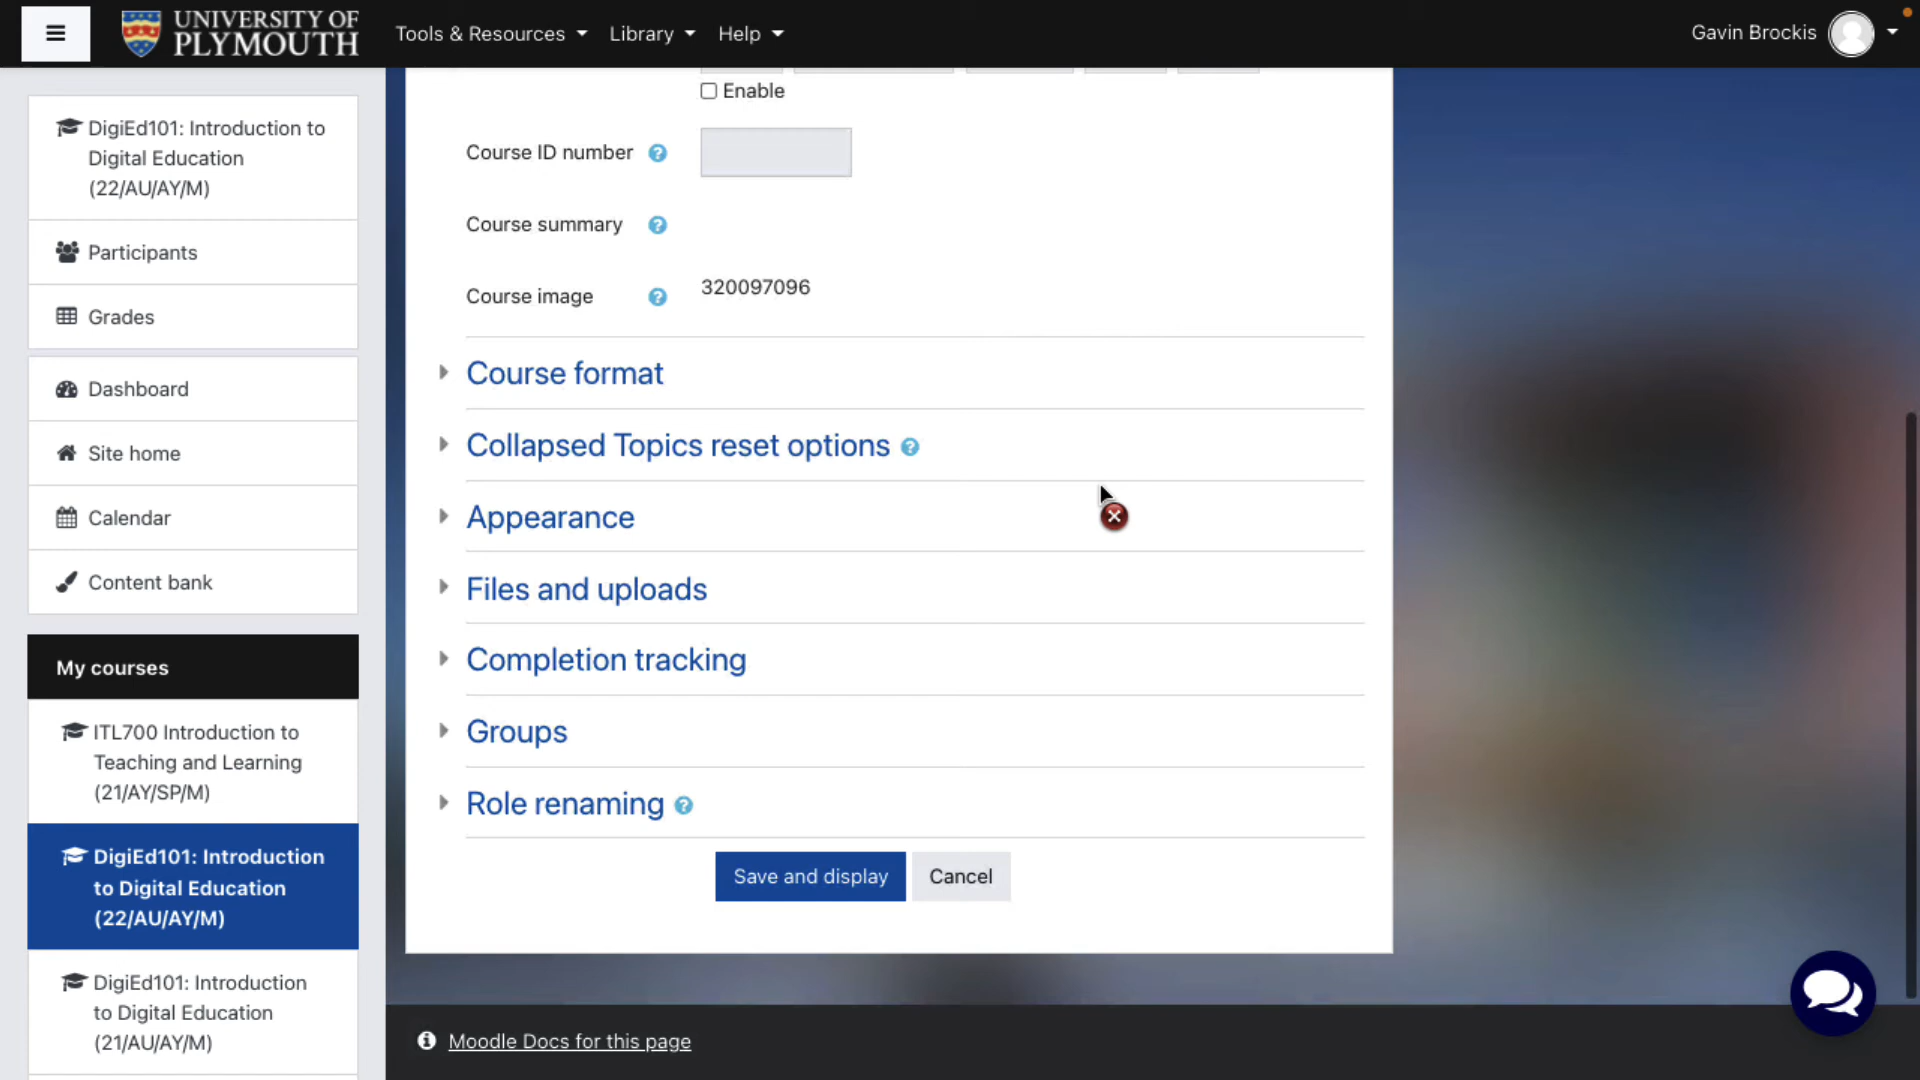 UNIVERSITY OF
PLYMOUTH
Tools & Resources
Library
Help
Gavin Brockis
DigiEd101: Introduction to
Digital Education
(22/AU/AY/M)
Participants
Grades
Dashboard
Site home
Calendar
Content bank
My courses
ITL700 Introduction to
Teaching and Learning
(21/AY/SP/M)
DigiEd101: Introduction
to Digital Education
(22/AU/AY/M)
DigiEd101: Introduction
to Digital Education
(21/AU/AY/M)
Enable
Course ID number
Course summary
Course image
320097096
Course format
Collapsed Topics reset options
Appearance
Files and uploads
Completion tracking
Groups
Role renaming
Save and display
Cancel
Moodle Docs for this page